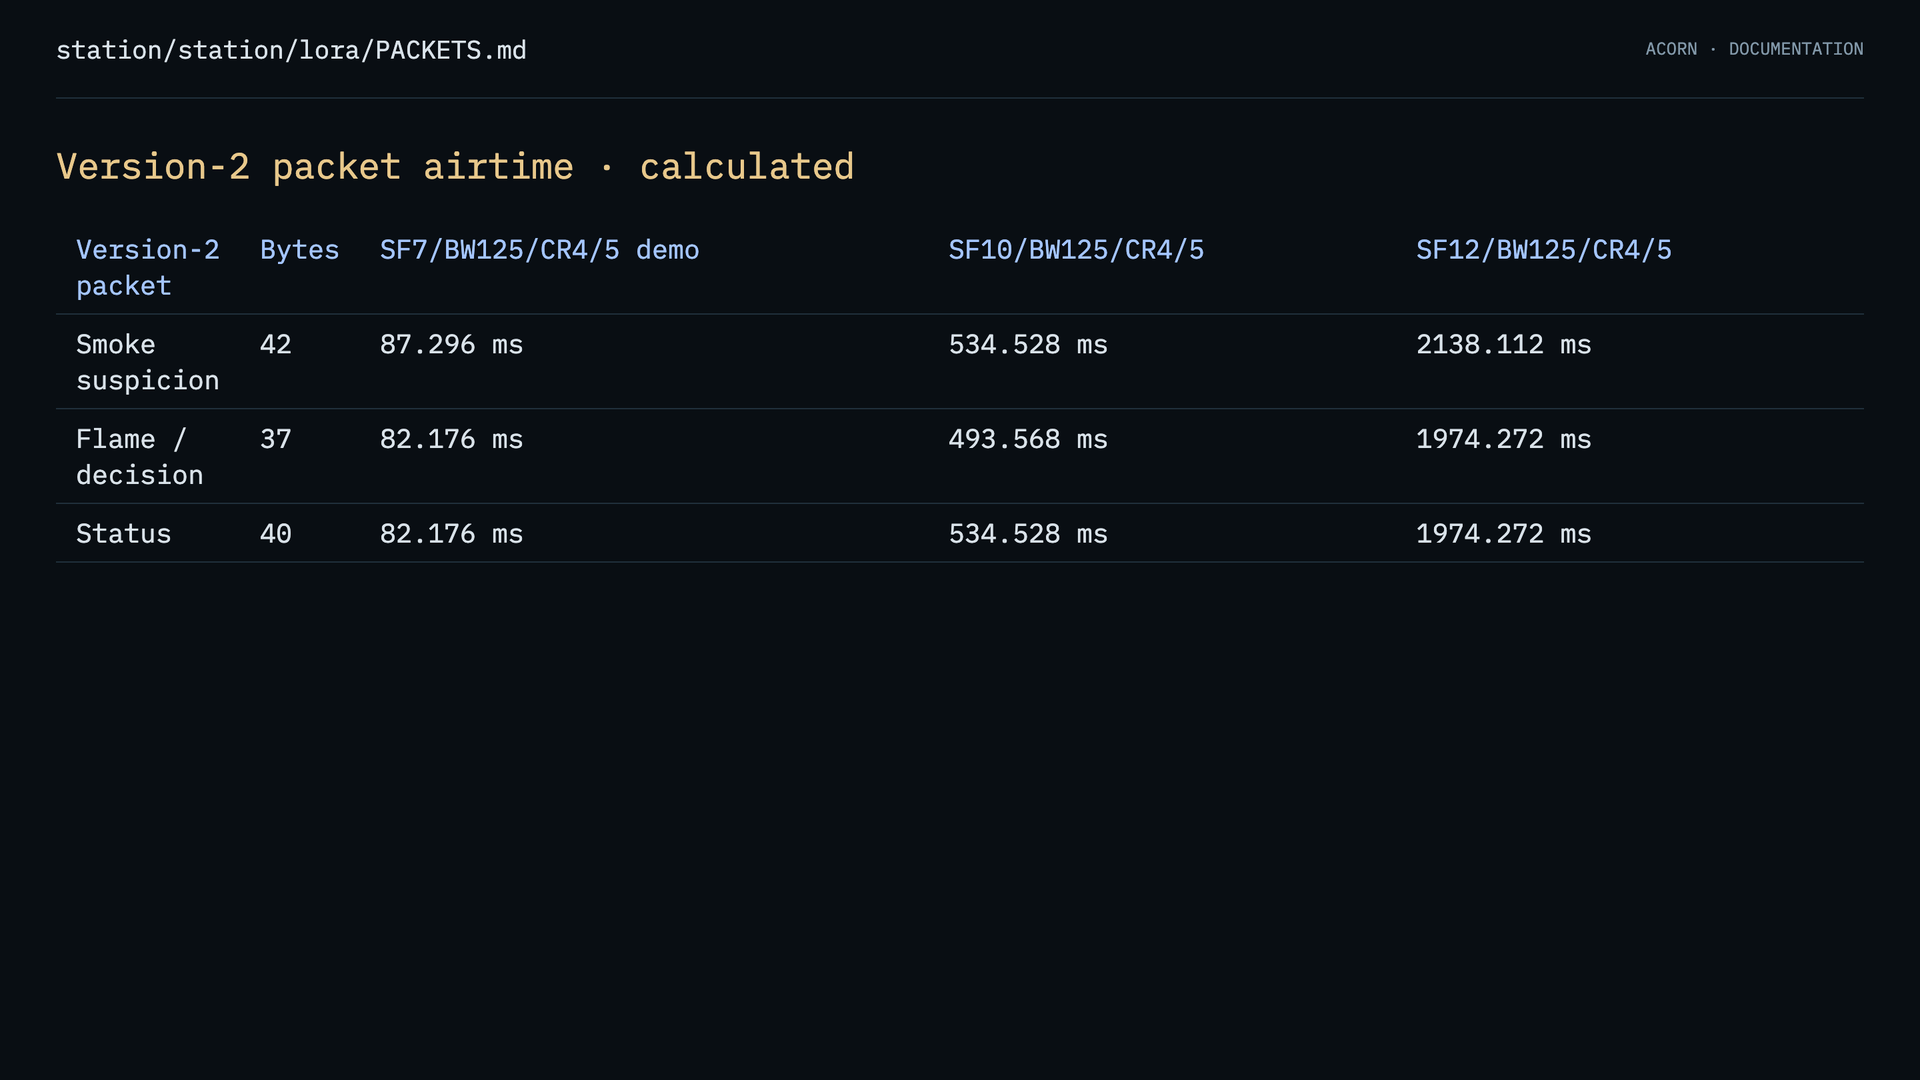 station/station/lora/PACKETS.md
ACORN · DOCUMENTATION
Version-2 packet airtime · calculated
Version-2 packet Bytes SF7/BW125/CR4/5 demo SF10/BW125/CR4/5 SF12/BW125/CR4/5
Smoke suspicion 42 87.296 ms 534.528 ms 2138.112 ms
Flame / decision 37 82.176 ms 493.568 ms 1974.272 ms
Status 40 82.176 ms 534.528 ms 1974.272 ms